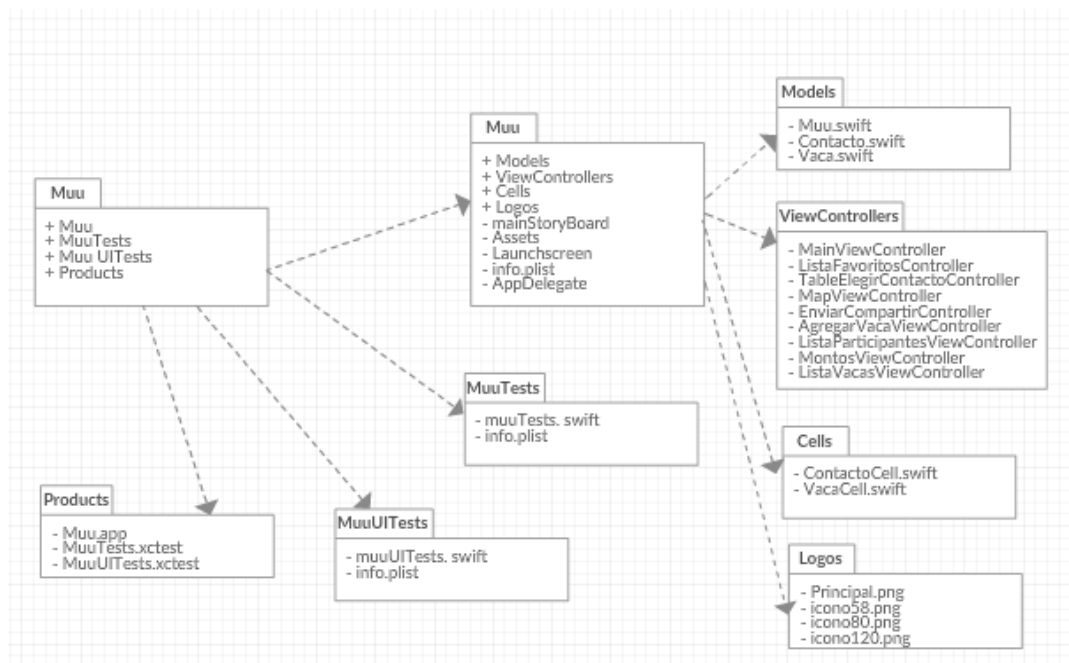 Muu
+ Muu
+ MuuTests
+ Muu UITests
+ Products
Muu
+ Models
+ ViewControllers
+ Cells
+ Logos
- mainStoryBoard
- Assets
- Launchscreen
- info.plist
- AppDelegate
Models
- Muu.swift
- Contacto.swift
- Vaca.swift
ViewControllers
- MainViewController
- ListaFavoritosController
- TableElegirContactoController
- MapViewController
- EnviarCompartirController
- AgregarVacaViewController
- ListaParticipantesViewController
- MontosViewController
- ListaVacasViewController
MuuTests
- muuTests. swift
- info.plist
Cells
- ContactoCell.swift
- VacaCell.swift
Products
- Muu.app
- MuuTests.xctest
- MuuUITests.xctest
MuuUITests
- muuUITests. swift
- info.plist
Logos
- Principal.png
- icono58.png
- icono80.png
- icono120.png